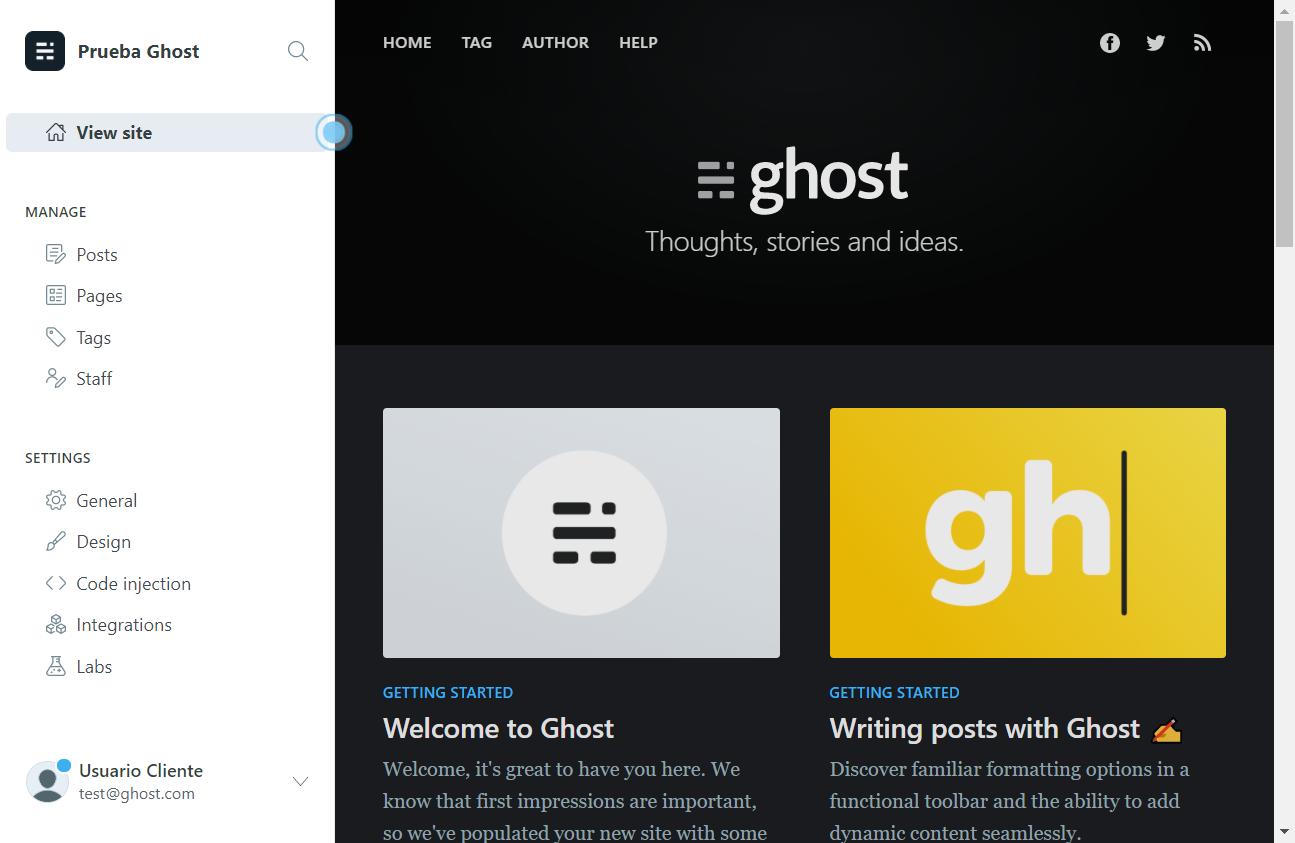 Prueba Ghost
View site
MANAGE
Posts
Pages
Tags
Staff
SETTINGS
General
Design
Code injection
Integrations
Labs
Usuario Cliente
test@ghost.com
HOME TAG AUTHOR HELP
ghost
Thoughts, stories and ideas.
GETTING STARTED
Welcome to Ghost
Welcome, it's great to have you here. We
know that first impressions are important,
so we've populated your new site with some
gh
GETTING STARTED
Writing posts with Ghost ✍️
Discover familiar formatting options in a
functional toolbar and the ability to add
dynamic content seamlessly.